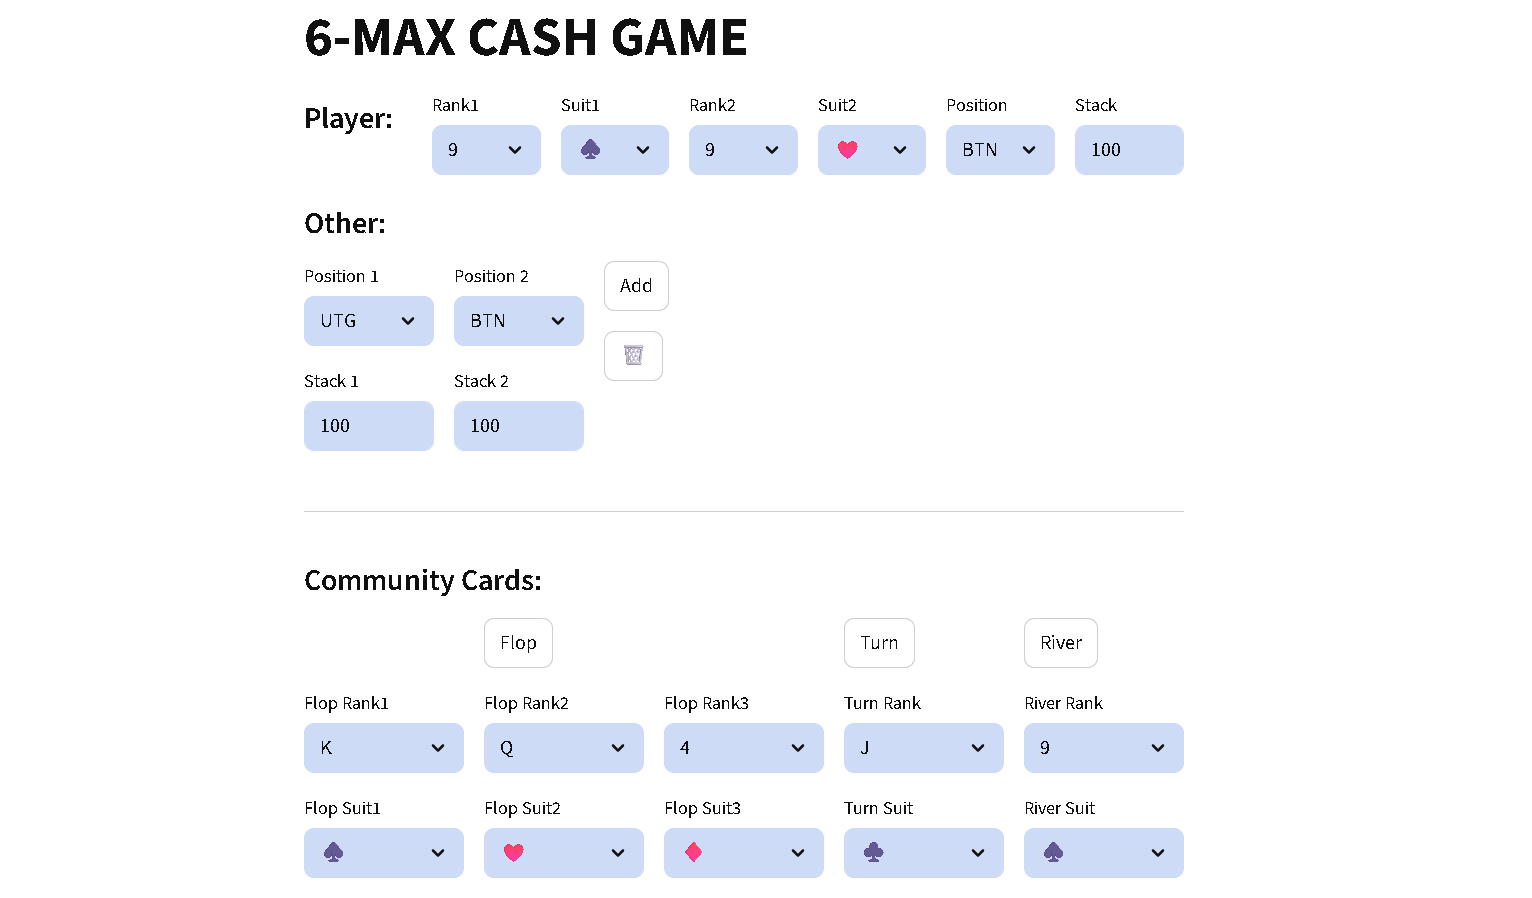 6-MAX CASH GAME
Player:
Rank1 Suit1 Rank2 Suit2 Position Stack
9 9 BTN 100
Other:
Position 1 Position 2 Add
UTG BTN
Stack 1 Stack 2
100 100
Community Cards:
Flop Turn River
Flop Rank1 Flop Rank2 Flop Rank3 Turn Rank River Rank
K Q 4 J 9
Flop Suit1 Flop Suit2 Flop Suit3 Turn Suit River Suit